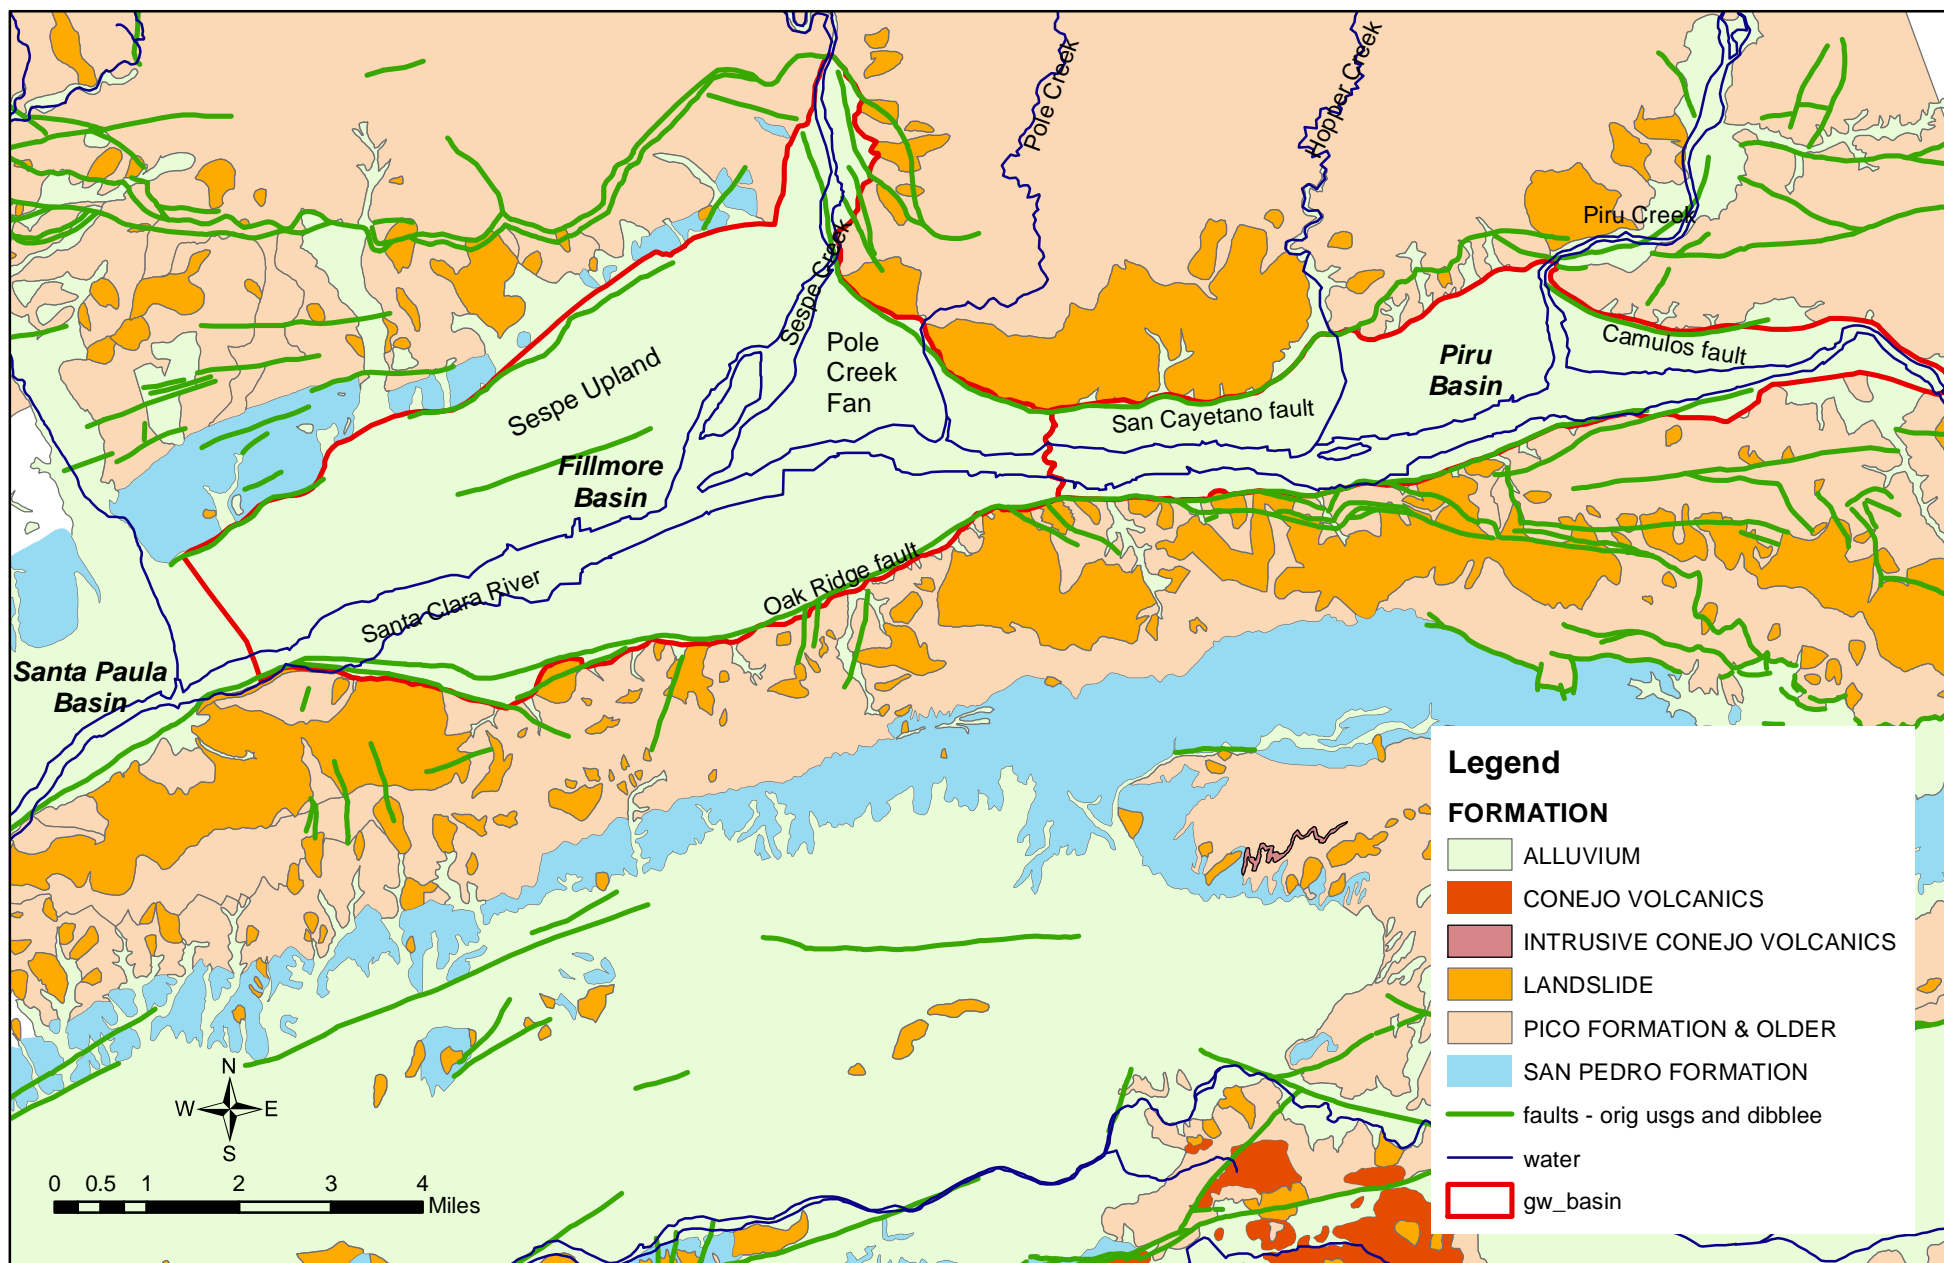 Pole Creek
Hopper Creek
Piru Creek
Sespe Creek
Camulos fault
Pole
Creek
Fan
Piru
Basin
Sespe Upland
San Cayetano fault
Fillmore
Basin
Oak Ridge fault
Santa Clara River
Santa Paula
Basin
Legend
FORMATION
ALLUVIUM
CONEJO VOLCANICS
INTRUSIVE CONEJO VOLCANICS
LANDSLIDE
PICO FORMATION & OLDER
SAN PEDRO FORMATION
faults - orig usgs and dibblee
water
gw_basin
N
W E
S
0 0.5 1 2 3 4
Miles